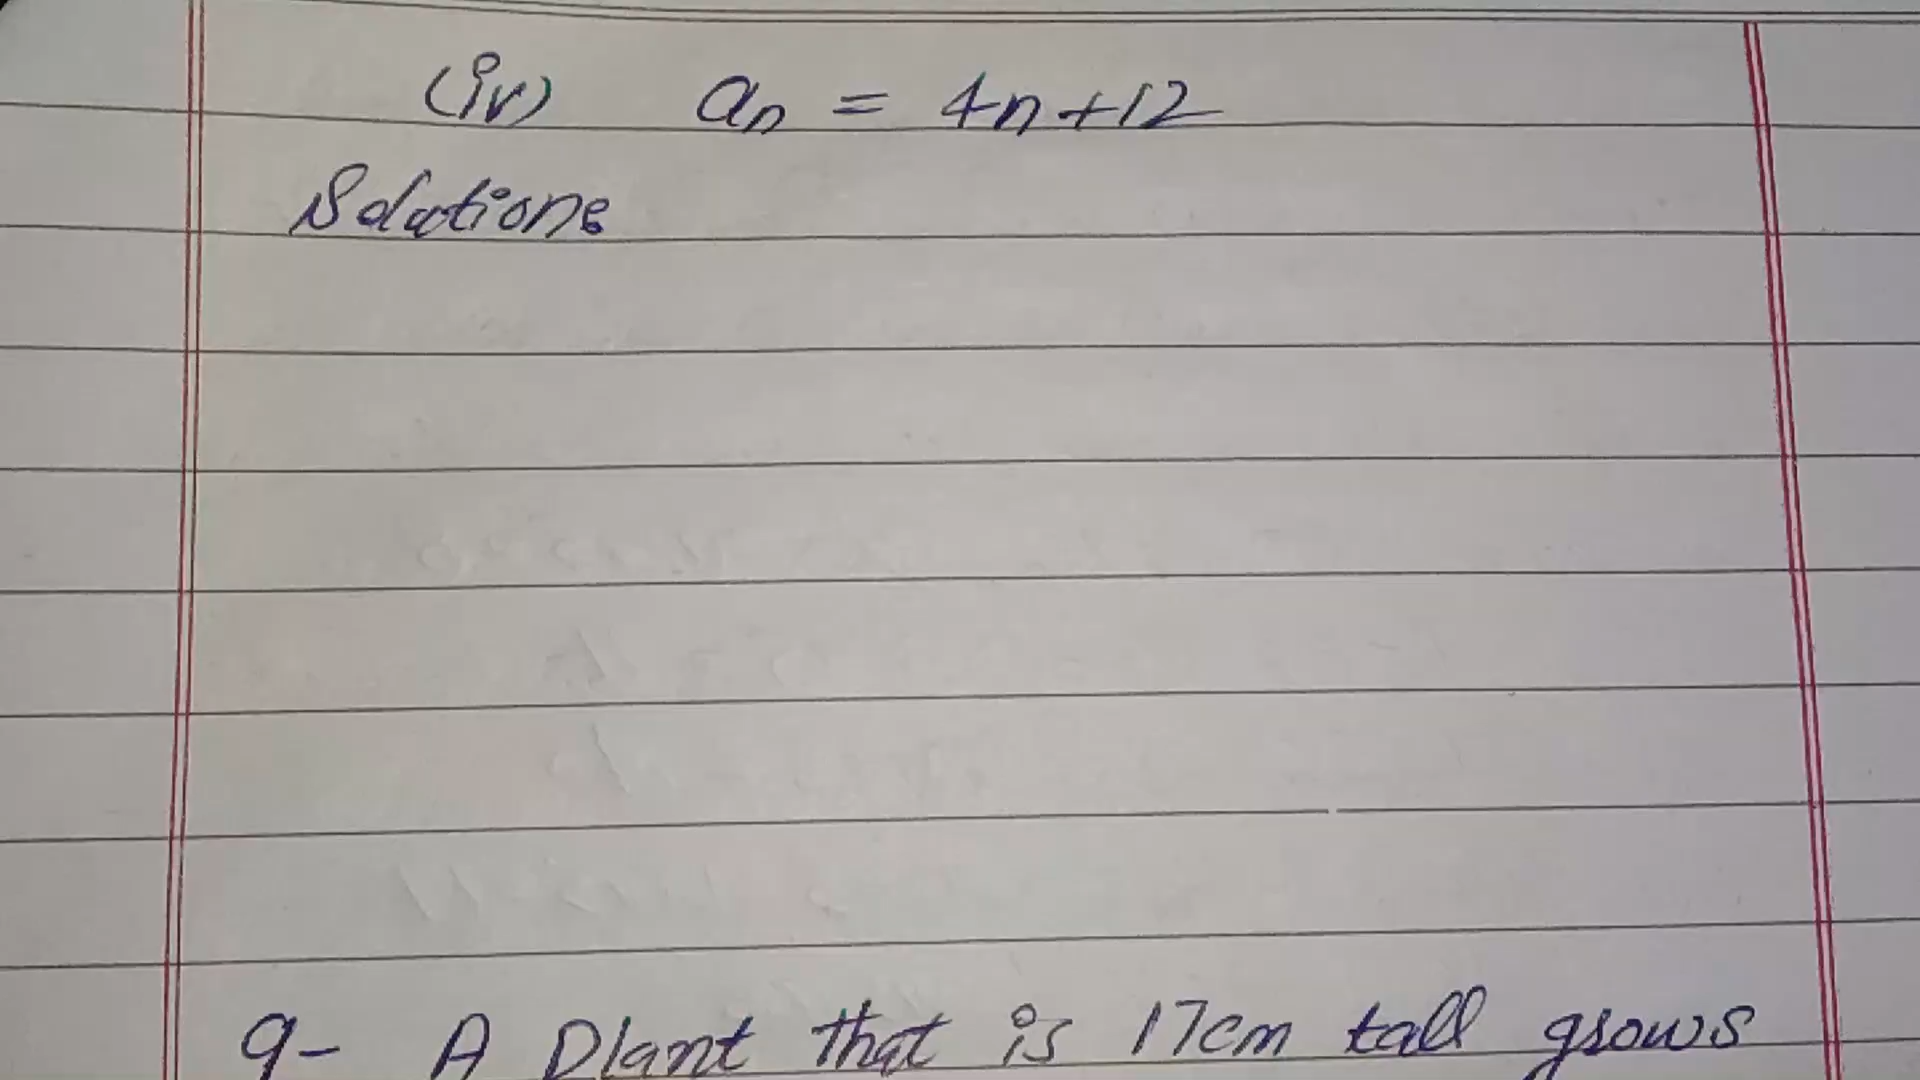 (iv) an = 4n+12
Solution:
9- A Plant that is 17cm tall grows